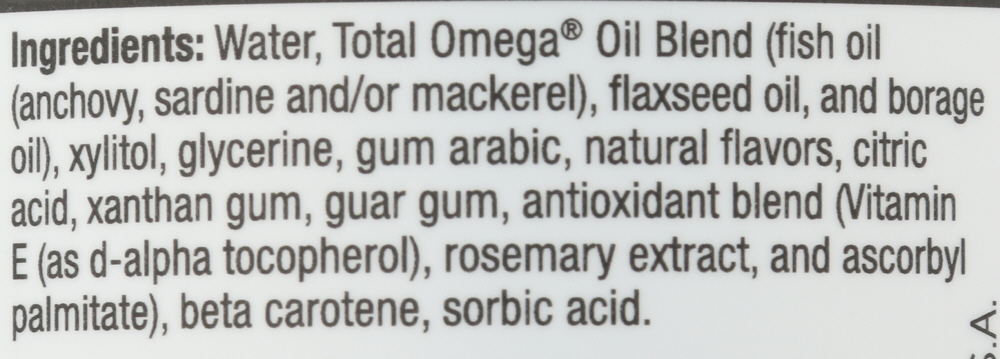 Ingredients: Water, Total Omega® Oil Blend (fish oil
(anchovy, sardine and/or mackerel), flaxseed oil, and borage
oil), xylitol, glycerine, gum arabic, natural flavors, citric
acid, xanthan gum, guar gum, antioxidant blend (Vitamin
E (as d-alpha tocopherol), rosemary extract, and ascorbyl
palmitate), beta carotene, sorbic acid.
S.A.